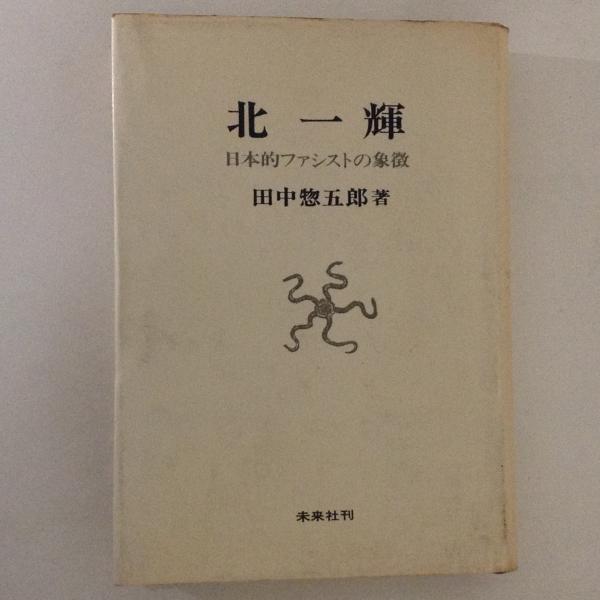 北一輝
日本的ファシストの象徴
田中惣五郎著
未来社刊